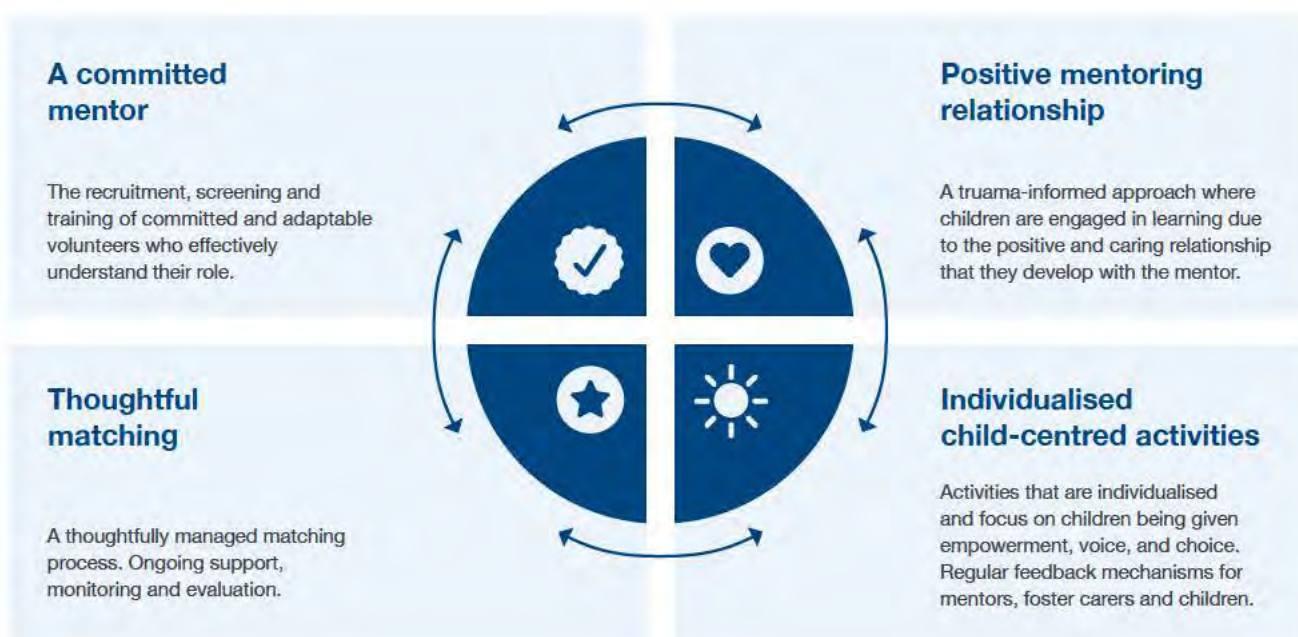 A committed
mentor
The recruitment, screening and
training of committed and adaptable
volunteers who effectively
understand their role.
Positive mentoring
relationship
A truama-informed approach where
children are engaged in learning due
to the positive and caring relationship
that they develop with the mentor.
Thoughtful
matching
A thoughtfully managed matching
process. Ongoing support,
monitoring and evaluation.
Individualised
child-centred activities
Activities that are individualised
and focus on children being given
empowerment, voice, and choice.
Regular feedback mechanisms for
mentors, foster carers and children.